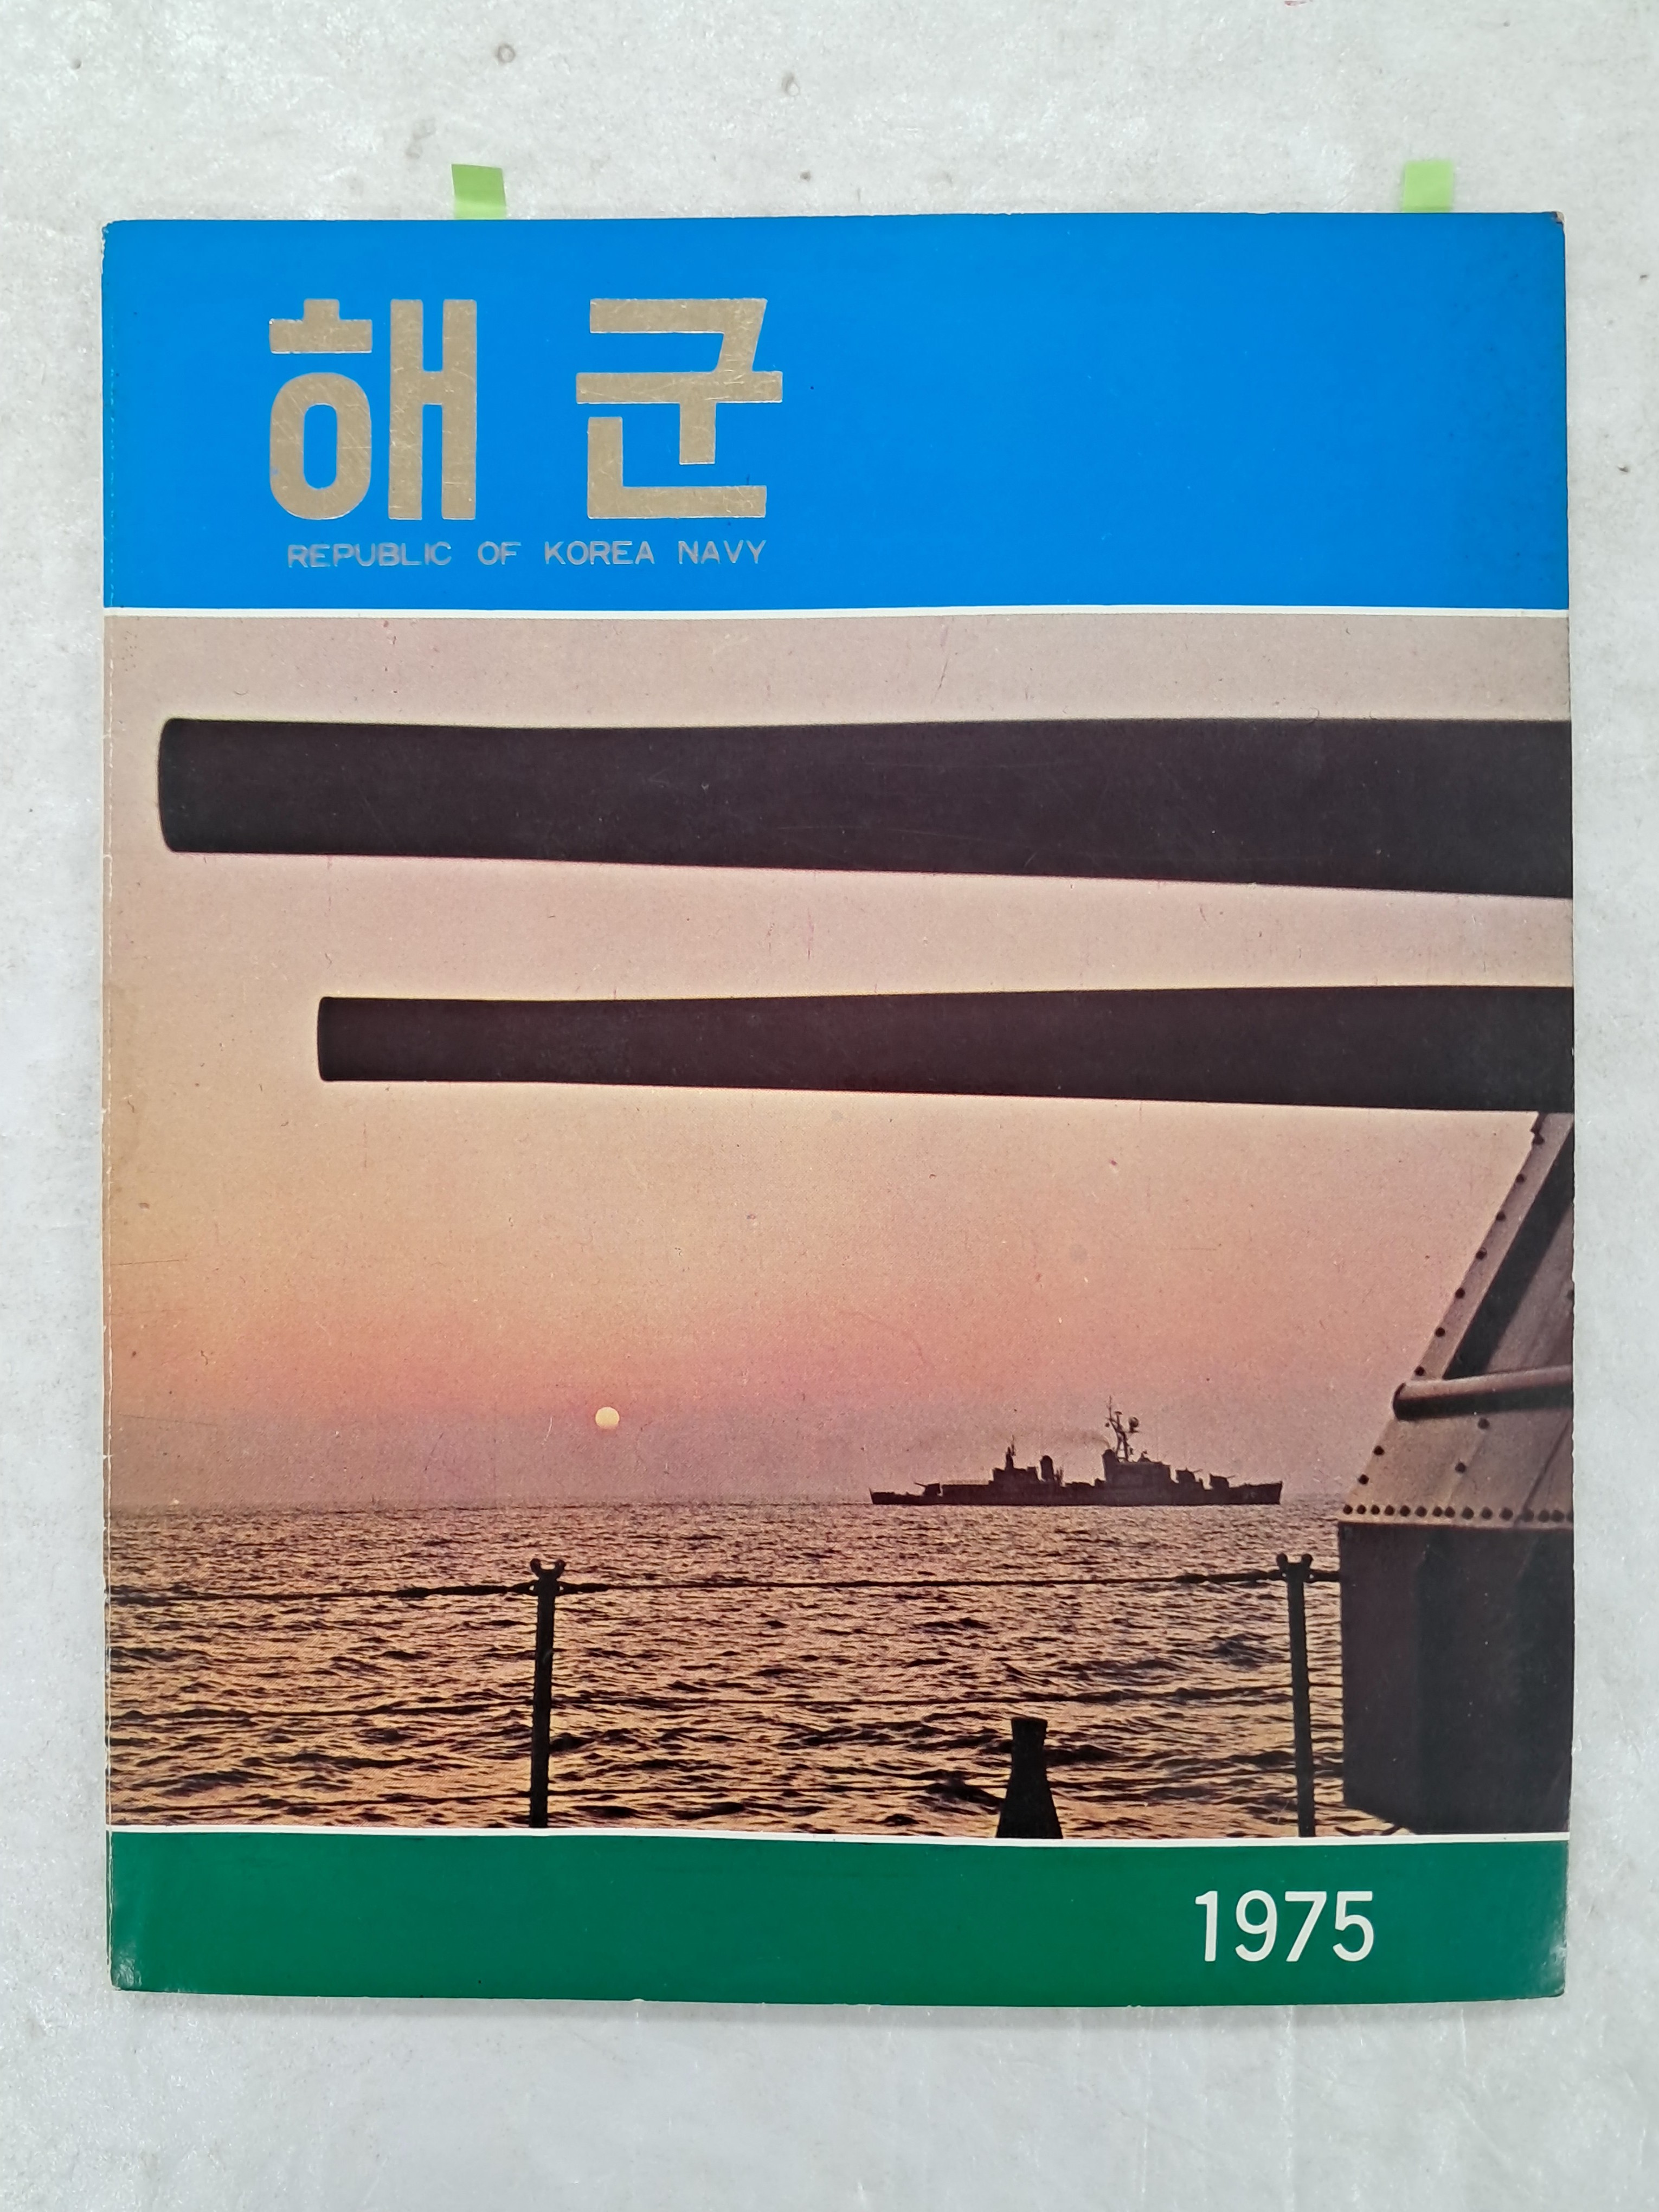 해군
REPUBLIC OF KOREA NAVY
1975